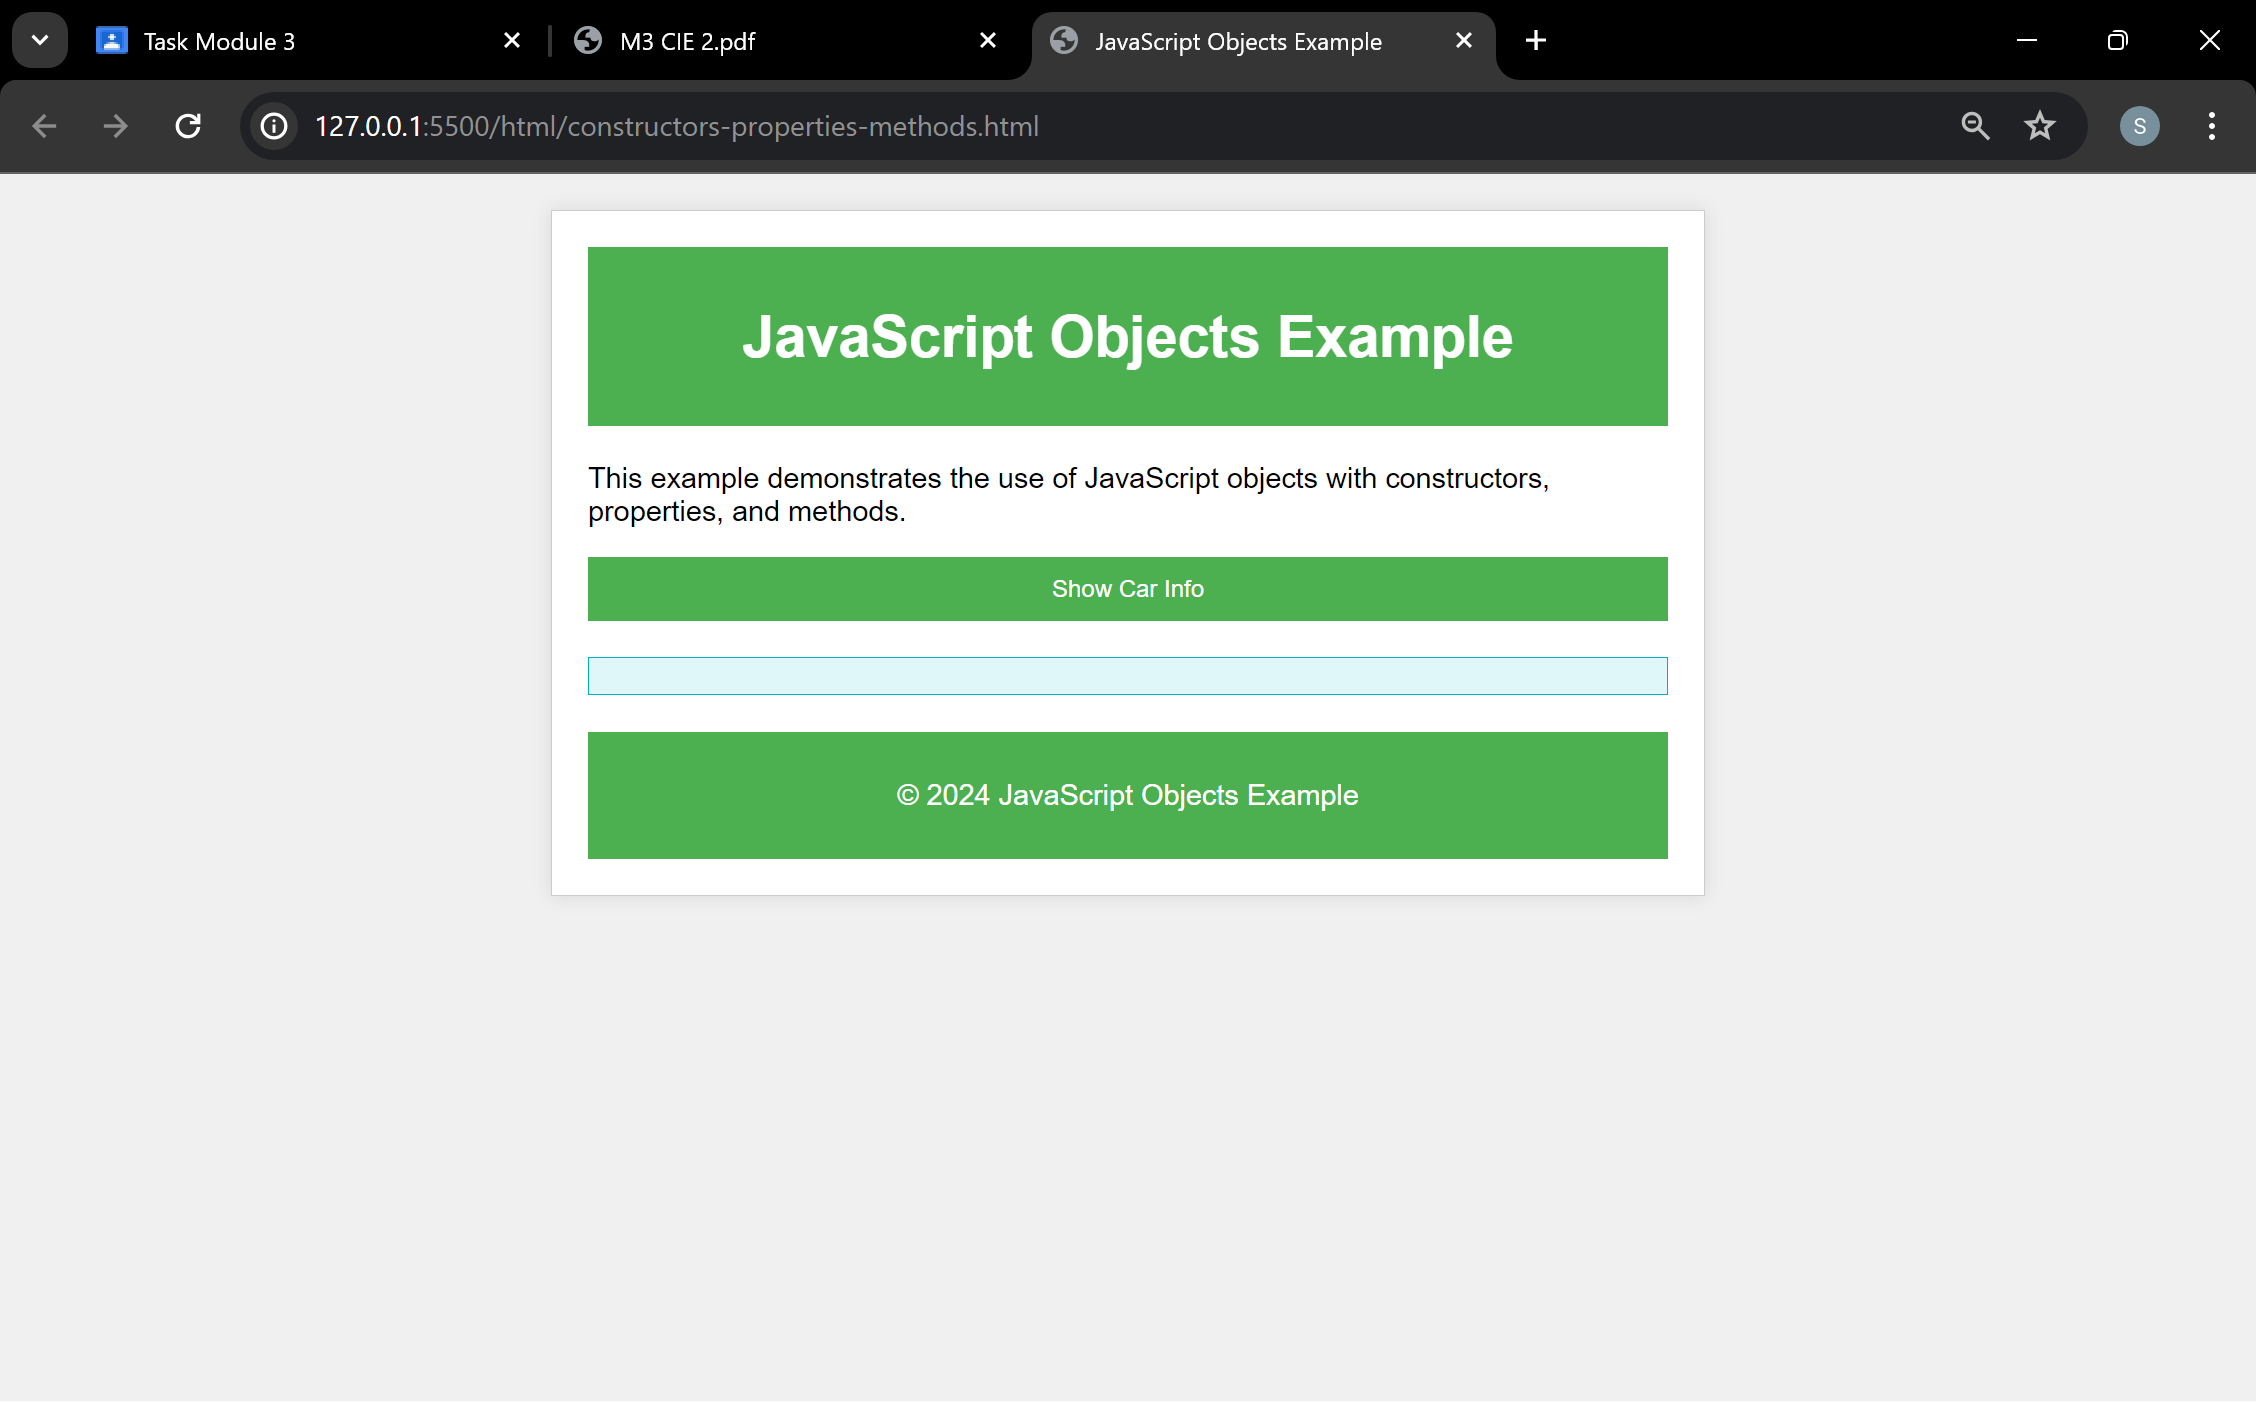 Task Module 3
M3 CIE 2.pdf
JavaScript Objects Example
127.0.0.1:5500/html/constructors-properties-methods.html
S
JavaScript Objects Example
This example demonstrates the use of JavaScript objects with constructors,
properties, and methods.
Show Car Info
© 2024 JavaScript Objects Example